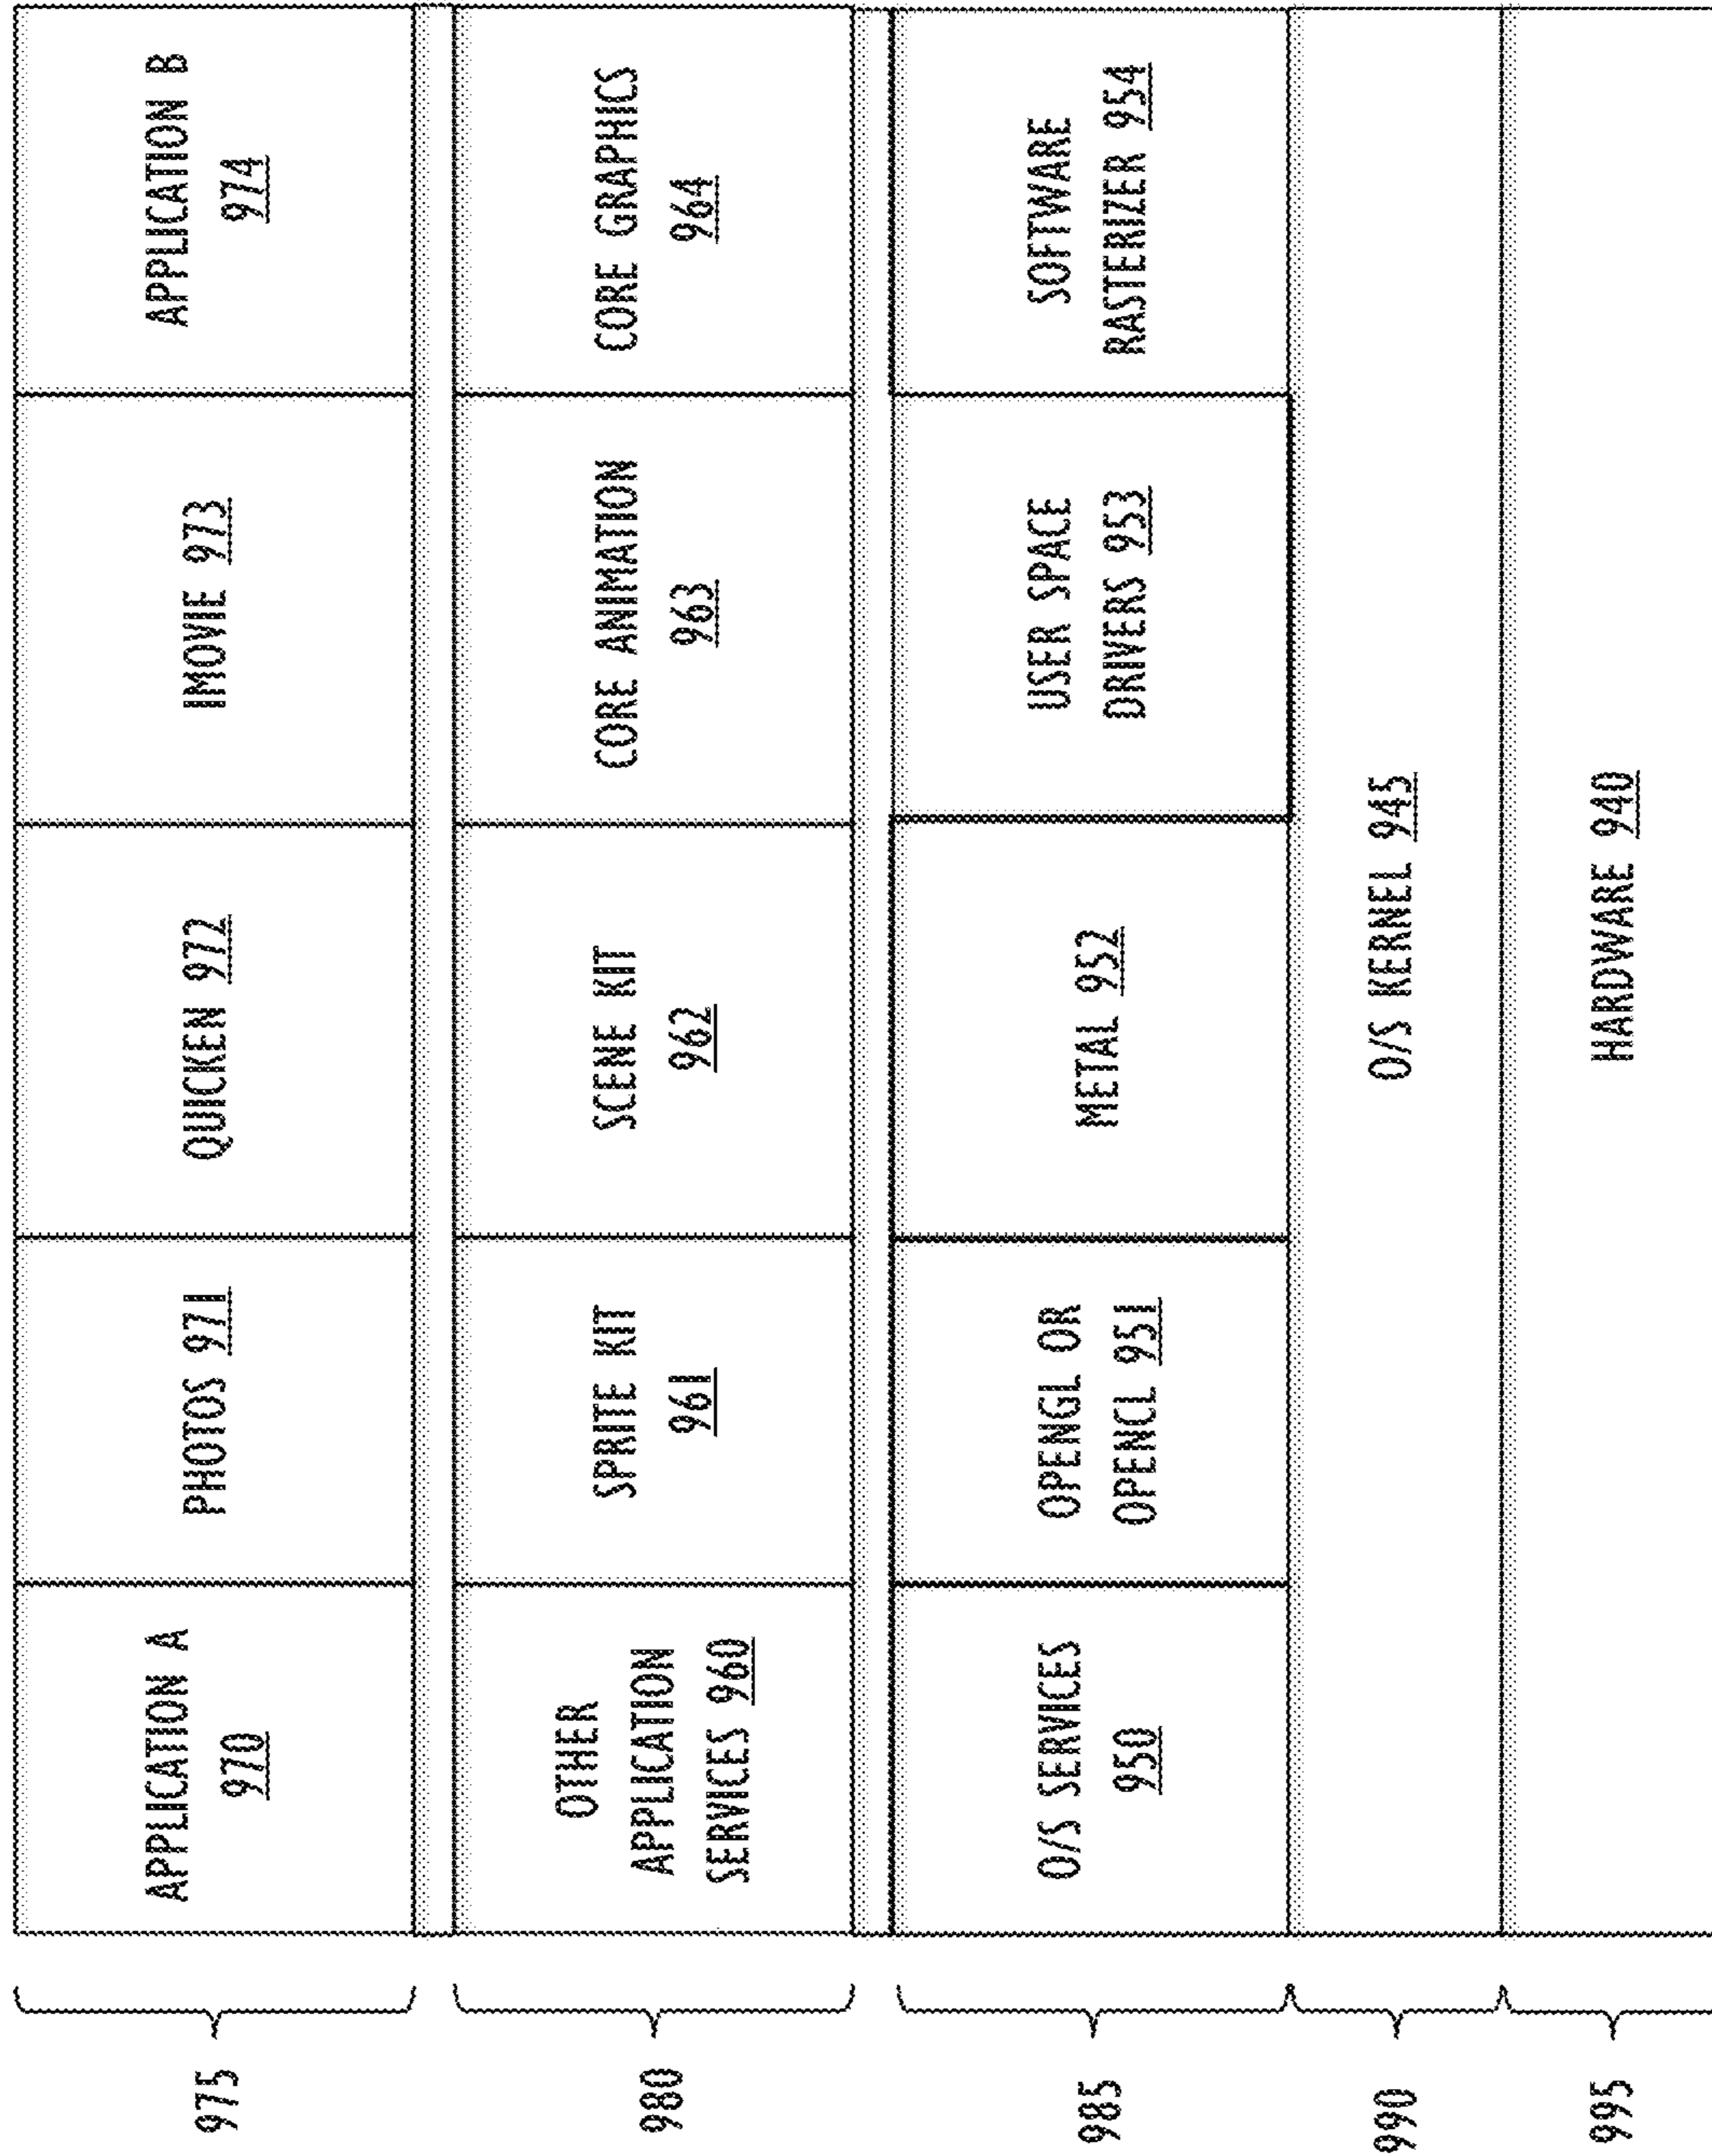 975
APPLICATION A
970
PHOTOS 971
QUICKEN 972
IMOVIE 973
APPLICATION B
974
980
OTHER
APPLICATION
SERVICES 960
SPRITE KIT
961
SCENE KIT
962
CORE ANIMATION
963
CORE GRAPHICS
964
985
O/S SERVICES
950
OPENGL OR
OPENCL 951
METAL 952
USER SPACE
DRIVERS 953
SOFTWARE
RASTERIZER 954
990
O/S KERNEL 945
995
HARDWARE 940